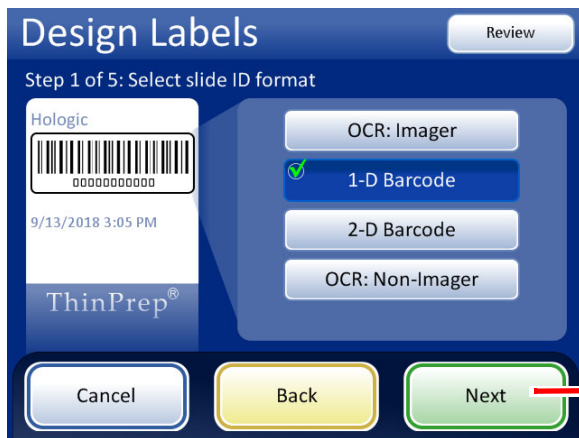 Design Labels
Review
Step 1 of 5: Select slide ID format
Hologic
00000000000
9/13/2018 3:05 PM
ThinPrep®
OCR: Imager
1-D Barcode
2-D Barcode
OCR: Non-Imager
Cancel
Back
Next